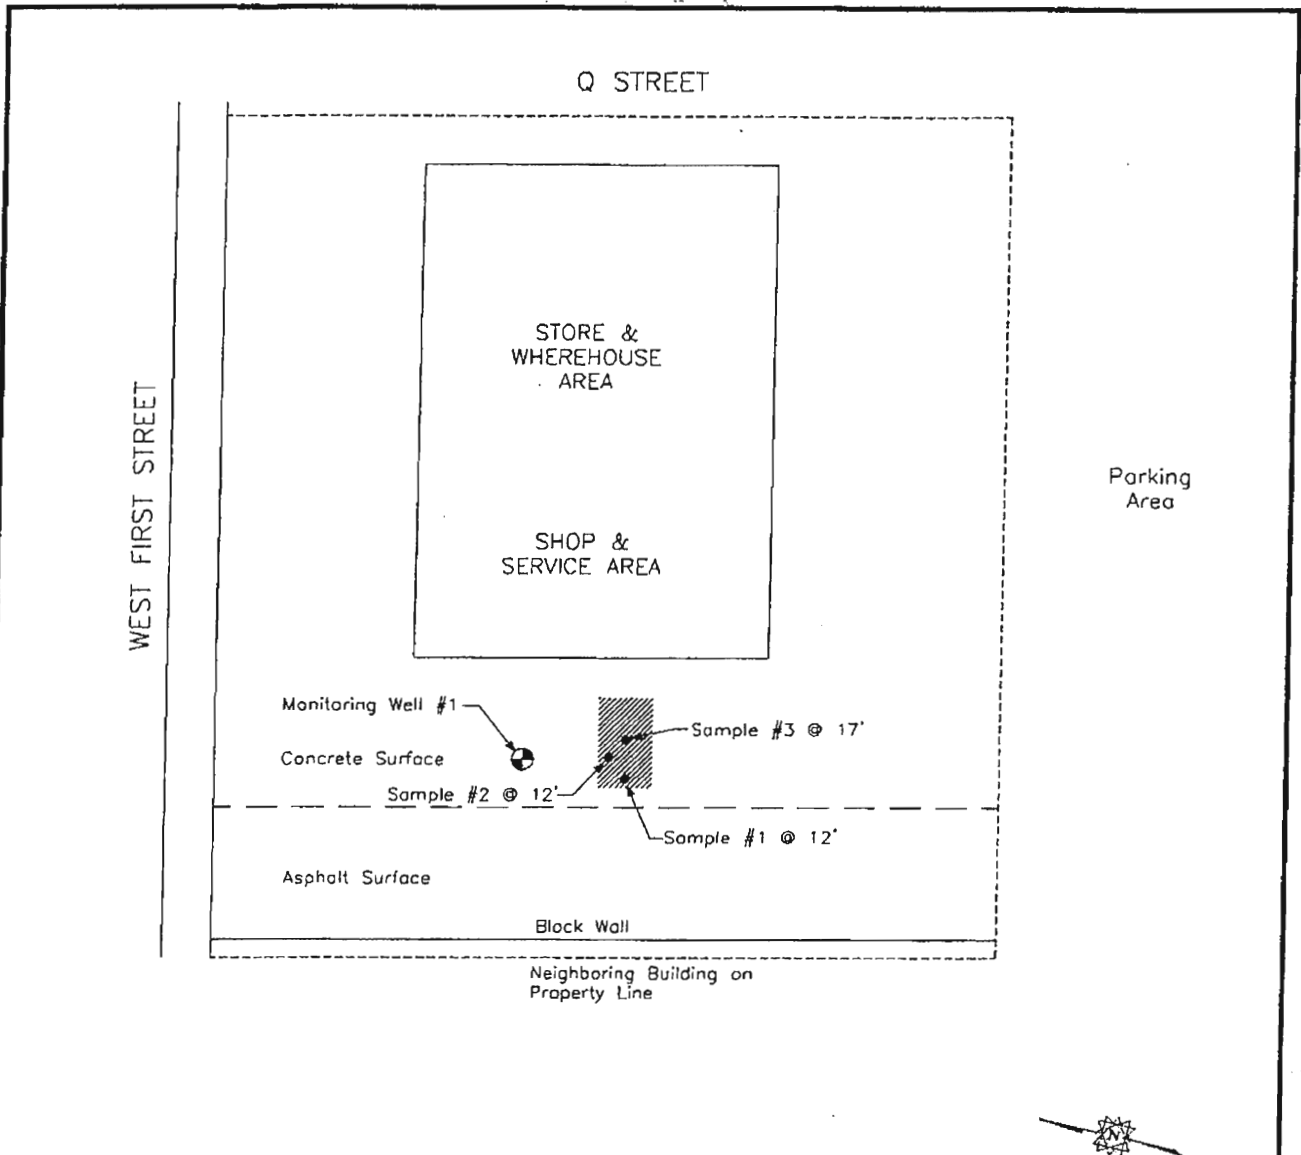 Q STREET
STORE &
WHEREHOUSE
AREA
WEST FIRST STREET
Parking
Area
SHOP &
SERVICE AREA
Monitoring Well #1
Sample #3 @ 17'
Concrete Surface
Sample #2 @ 12'
Sample #1 @ 12'
Asphalt Surface
Block Wall
Neighboring Building on
Property Line
N